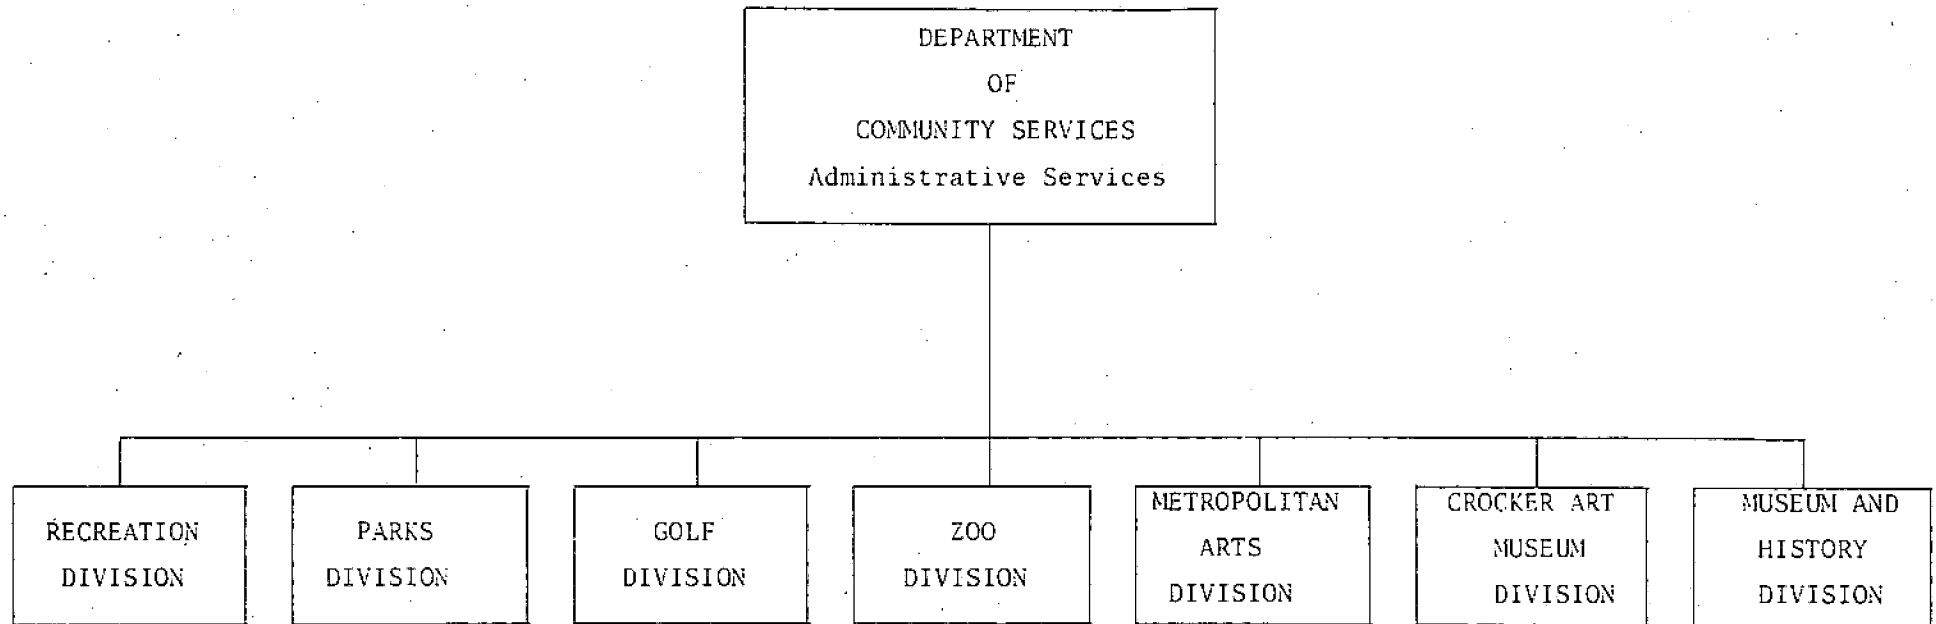 DEPARTMENT
OF
COMMUNITY SERVICES
Administrative Services
RECREATION
DIVISION
PARKS
DIVISION
GOLF
DIVISION
ZOO
DIVISION
METROPOLITAN
ARTS
DIVISION
CROCKER ART
MUSEUM
DIVISION
MUSEUM AND
HISTORY
DIVISION